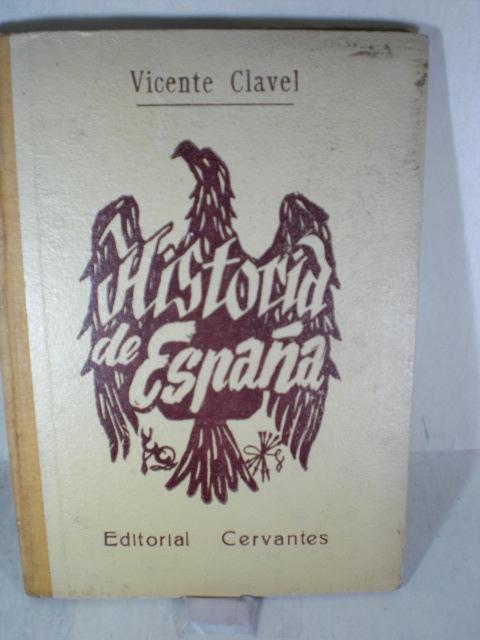 Vicente Clavel
Historia
de España
Editorial Cervantes